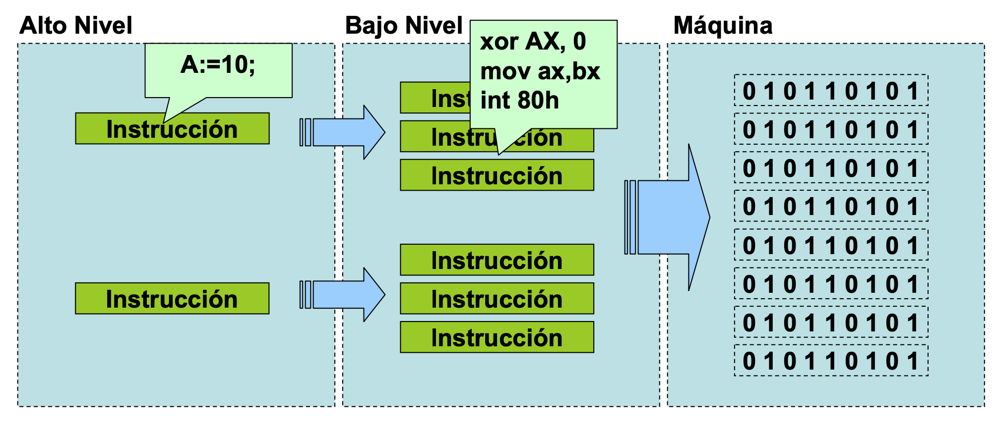 Alto Nivel
A:=10;
Instrucción
Instrucción
Bajo Nivel
xor AX, 0
mov ax,bx
int 80h
Instrucción
Instrucción
Instrucción
Instrucción
Instrucción
Máquina
0 1 0 1 1 0 1 0 1
0 1 0 1 1 0 1 0 1
0 1 0 1 1 0 1 0 1
0 1 0 1 1 0 1 0 1
0 1 0 1 1 0 1 0 1
0 1 0 1 1 0 1 0 1
0 1 0 1 1 0 1 0 1
0 1 0 1 1 0 1 0 1